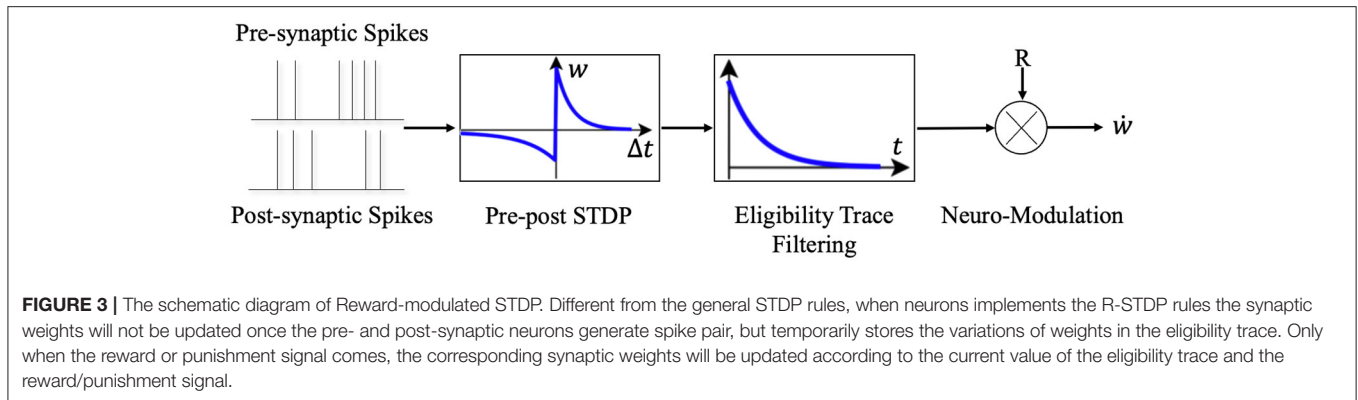 Pre-synaptic Spikes
Post-synaptic Spikes
w
Δt
Pre-post STDP
t
Eligibility Trace
Filtering
R
ẇ
Neuro-Modulation
FIGURE 3 | The schematic diagram of Reward-modulated STDP. Different from the general STDP rules, when neurons implements the R-STDP rules the synaptic
weights will not be updated once the pre- and post-synaptic neurons generate spike pair, but temporarily stores the variations of weights in the eligibility trace. Only
when the reward or punishment signal comes, the corresponding synaptic weights will be updated according to the current value of the eligibility trace and the
reward/punishment signal.